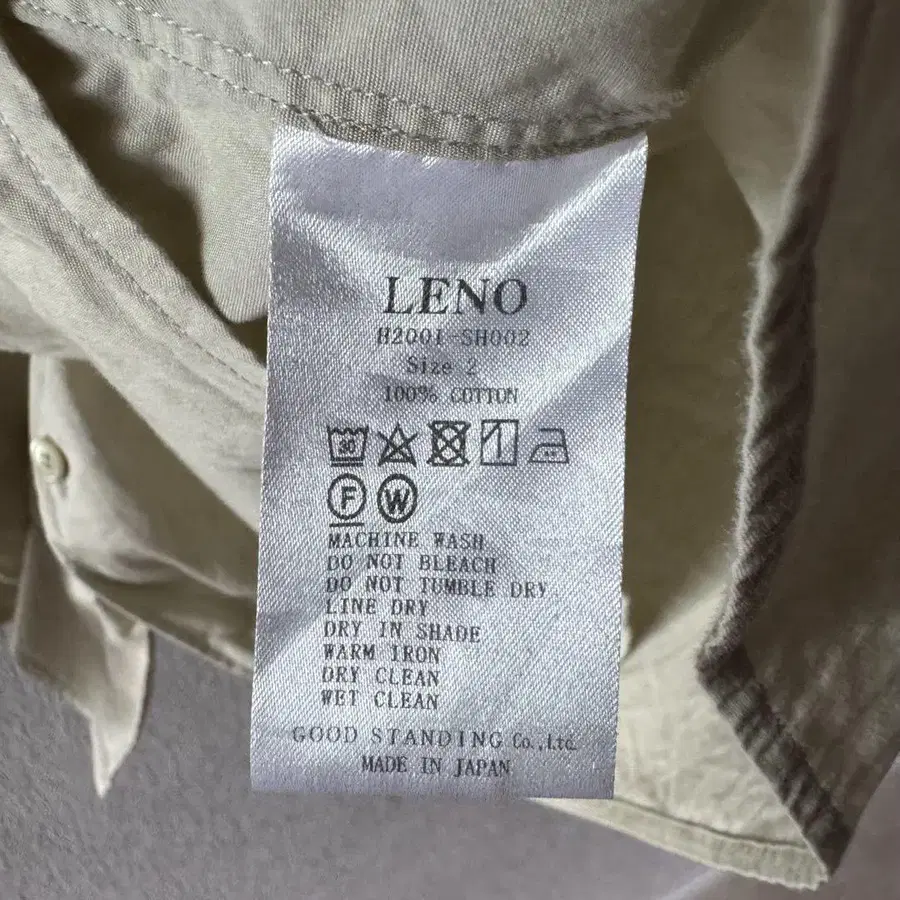 LENO
H2001-SH002
Size 2
100% COTTON
30
F W
MACHINE WASH
DO NOT BLEACH
DO NOT TUMBLE DRY
LINE DRY
DRY IN SHADE
WARM IRON
DRY CLEAN
WET CLEAN
GOOD STANDING Co.,Ltd.
MADE IN JAPAN